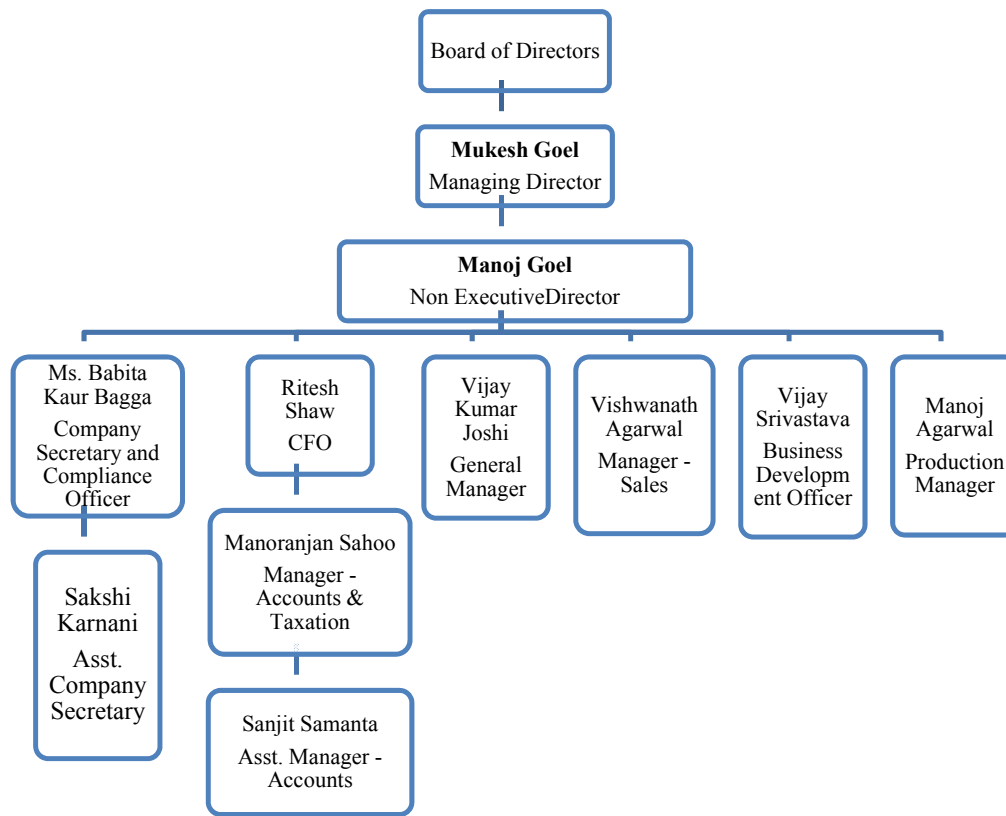 Board of Directors
Mukesh Goel
Managing Director
Manoj Goel
Non ExecutiveDirector
Ms. Babita
Kaur Bagga
Company
Secretary and
Compliance
Officer
Ritesh
Shaw
CFO
Vijay
Kumar
Joshi
General
Manager
Vishwanath
Agarwal
Manager -
Sales
Vijay
Srivastava
Business
Developm
ent Officer
Manoj
Agarwal
Production
Manager
Sakshi
Karnani
Asst.
Company
Secretary
Manoranjan Sahoo
Manager -
Accounts &
Taxation
Sanjit Samanta
Asst. Manager -
Accounts